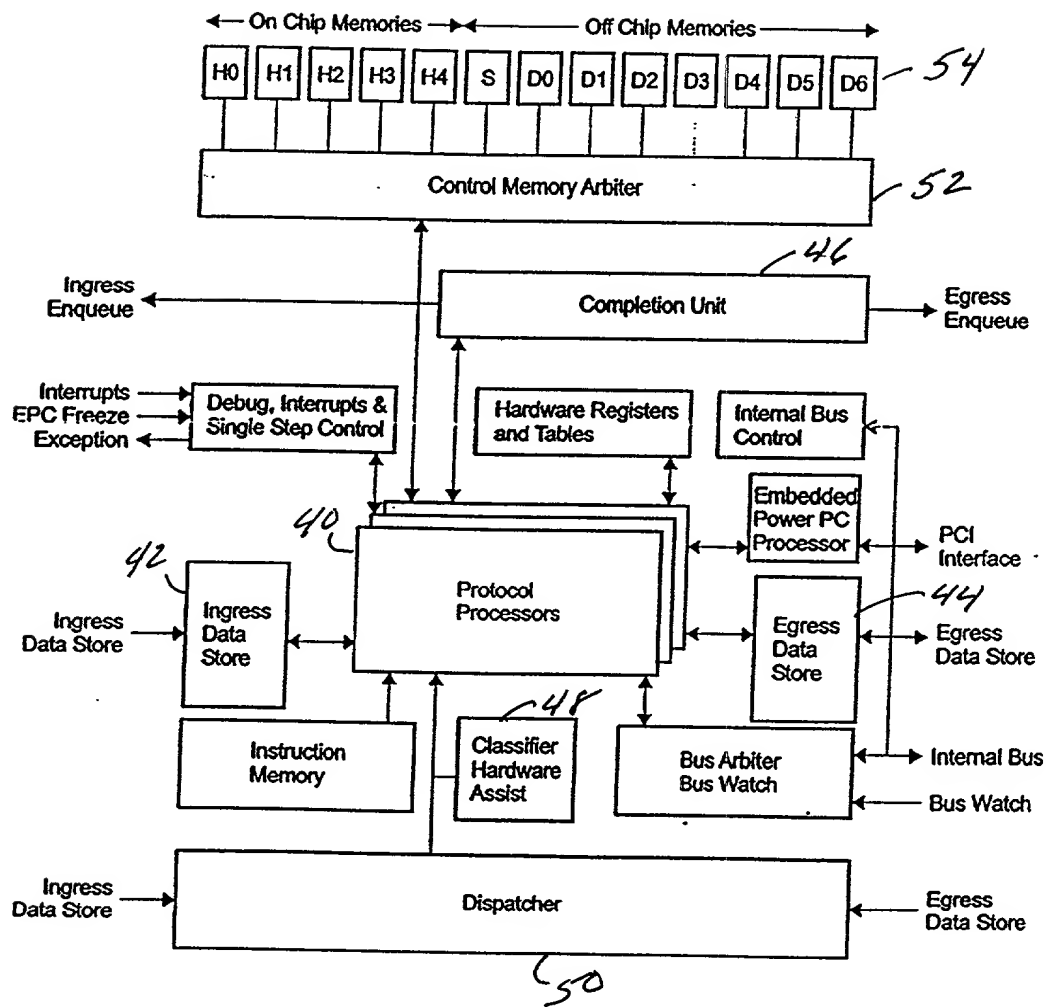 On Chip Memories
Off Chip Memories
H0 H1 H2 H3 H4 S D0 D1 D2 D3 D4 D5 D6
54
Control Memory Arbiter
52
46
Ingress
Enqueue
Completion Unit
Egress
Enqueue
Interrupts
EPC Freeze
Exception
Debug, Interrupts &
Single Step Control
Hardware Registers
and Tables
Internal Bus
Control
Embedded
Power PC
Processor
PCI
Interface
40
42
Protocol
Processors
44
Ingress
Data Store
Ingress
Data
Store
Egress
Data
Store
Egress
Data Store
Instruction
Memory
48
Classifier
Hardware
Assist
Bus Arbiter
Bus Watch
Internal Bus
Bus Watch
Ingress
Data Store
Dispatcher
Egress
Data Store
50